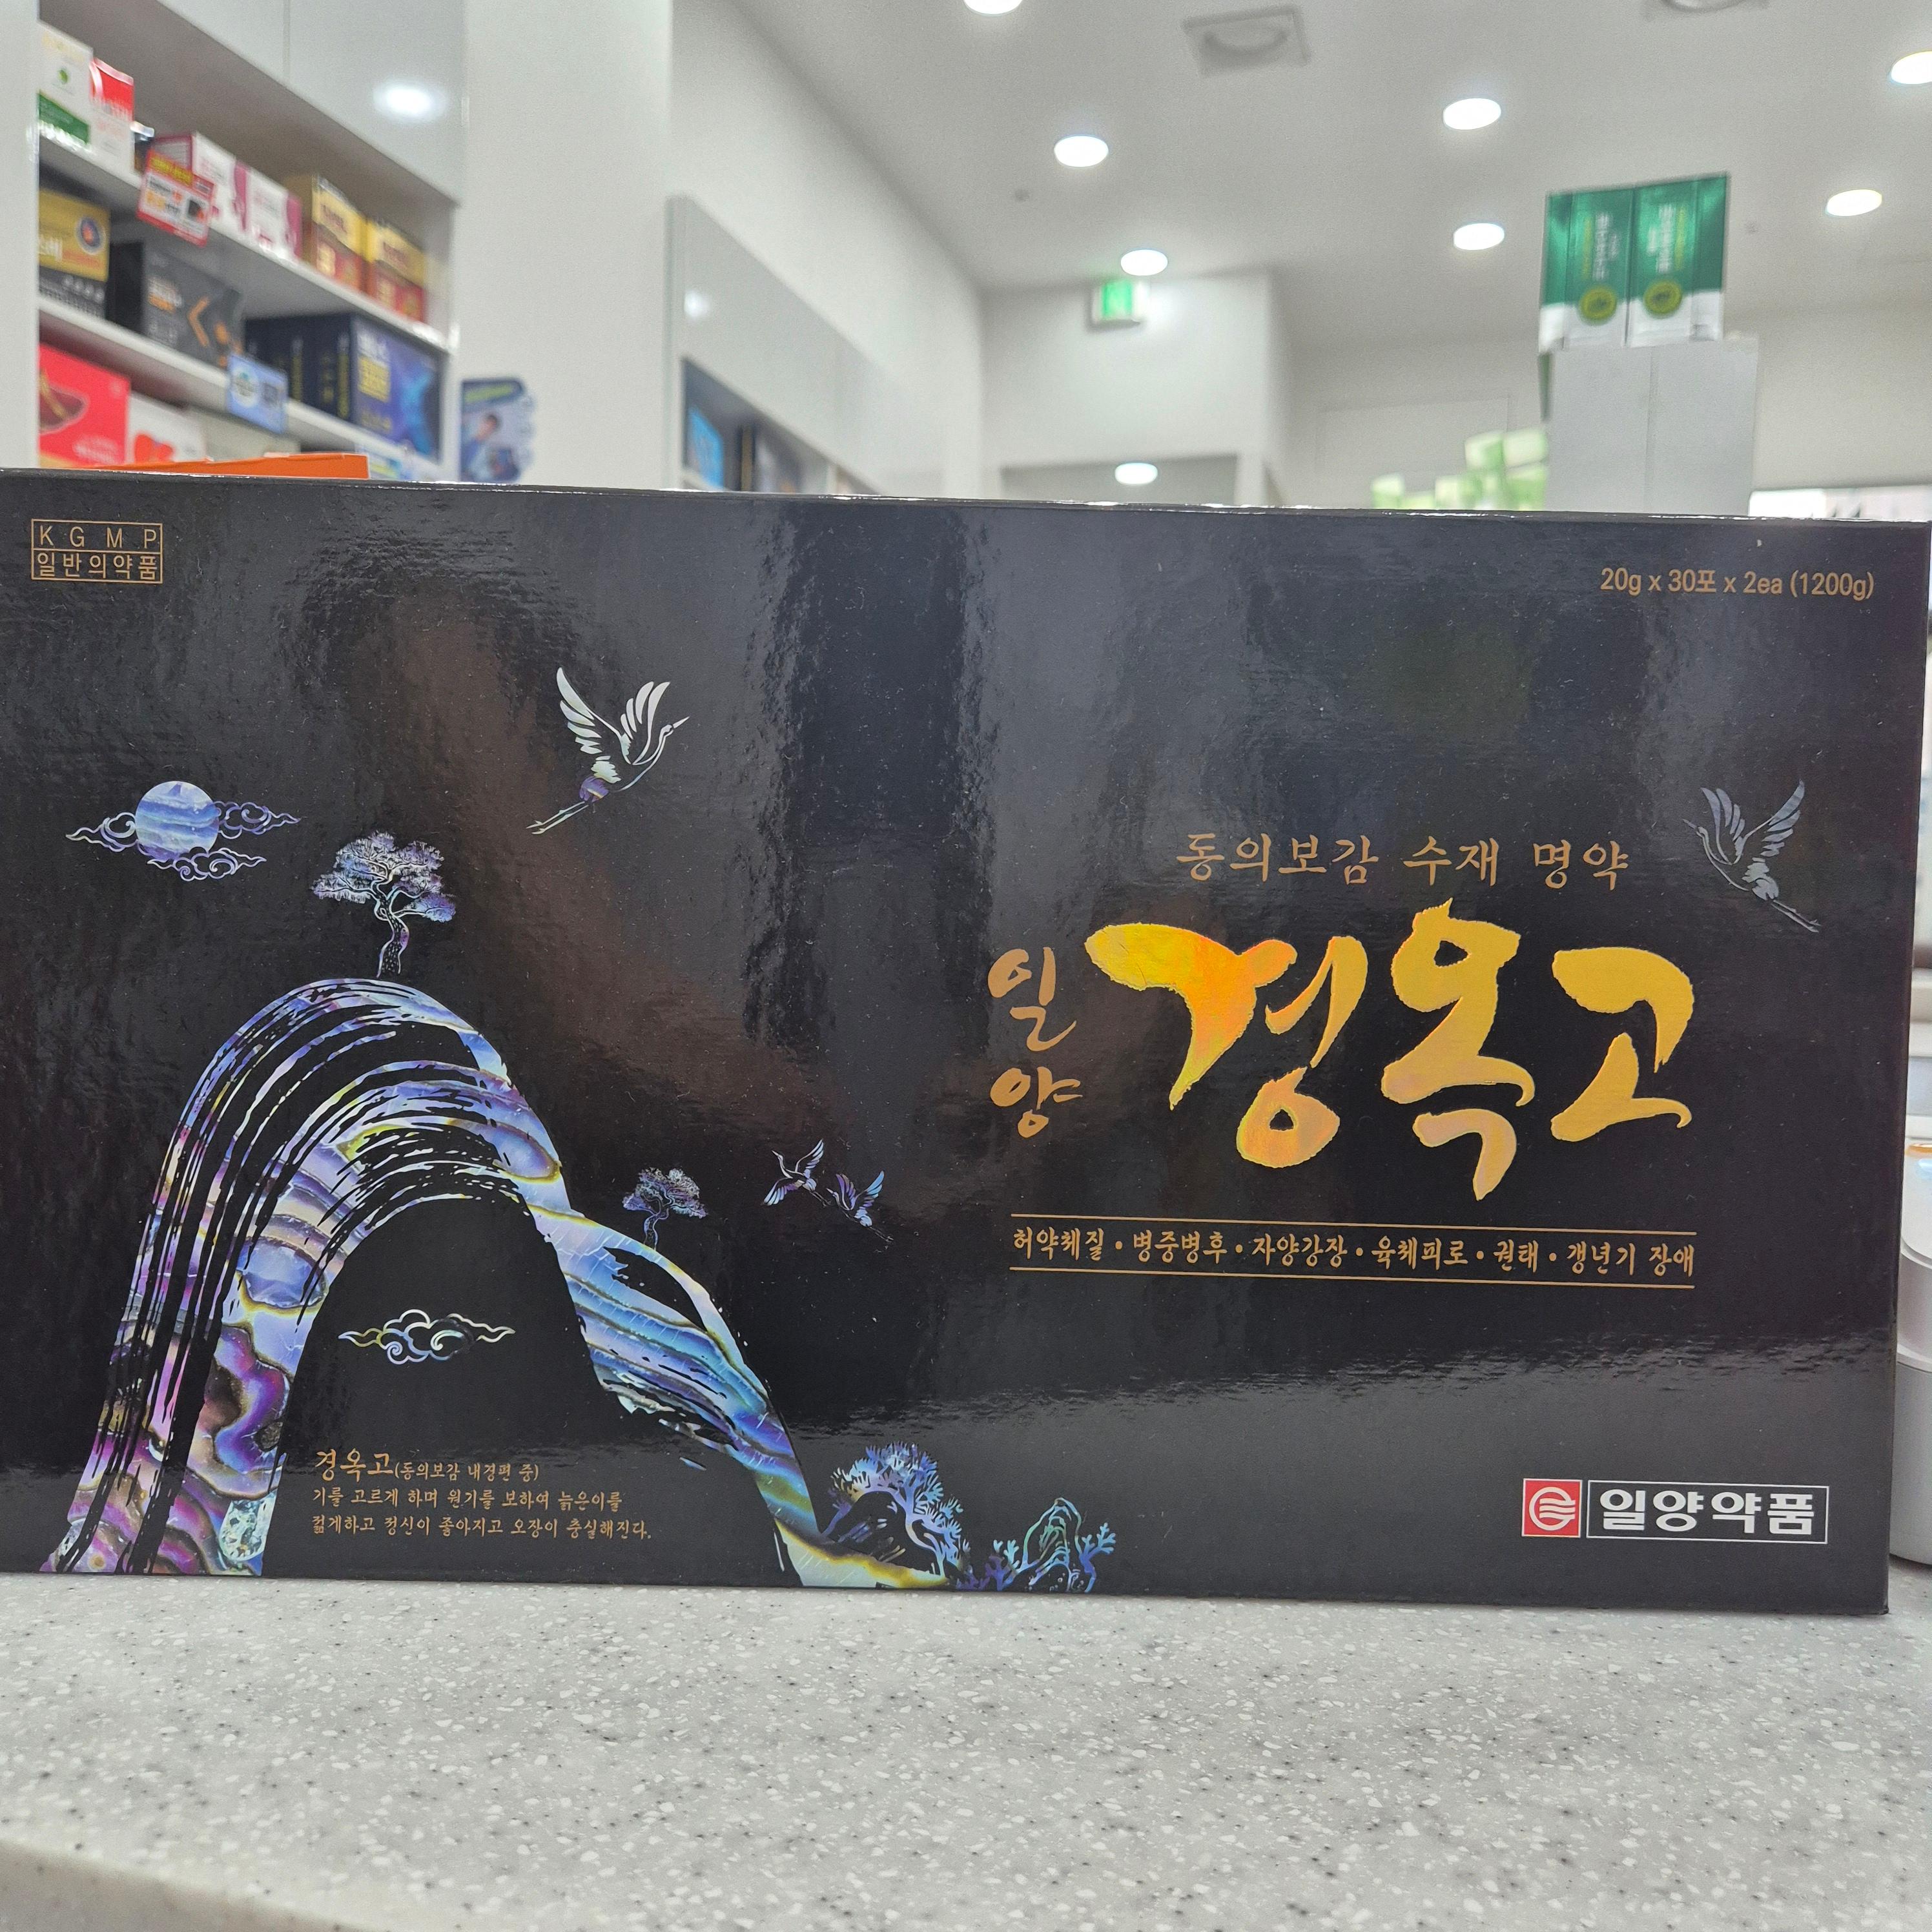 KGMP
일반의약품
20g x 30포 x 2ea (1200g)
동의보감 수재 명약
일양
경옥고
허약체질 · 병중병후 · 자양강장 · 육체피로 · 권태 · 갱년기 장애
경옥고(동의보감 내경편 중)
기를 고르게 하며 원기를 보하여 늙은이를
젊게하고 정신이 좋아지고 오장이 충실해진다.
일양약품